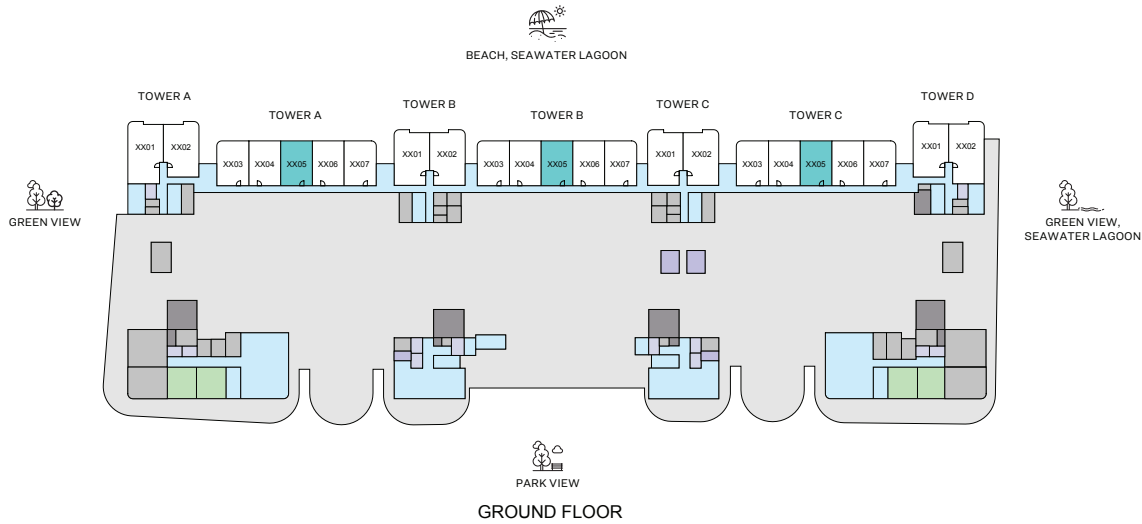 BEACH, SEAWATER LAGOON
TOWER A
TOWER A
TOWER B
TOWER B
TOWER C
TOWER C
TOWER D
XX01 XX02
XX03 XX04 XX05 XX06 XX07
XX01 XX02
XX03 XX04 XX05 XX06 XX07
XX01 XX02
XX03 XX04 XX05 XX06 XX07
XX01 XX02
GREEN VIEW
GREEN VIEW,
SEAWATER LAGOON
PARK VIEW
GROUND FLOOR